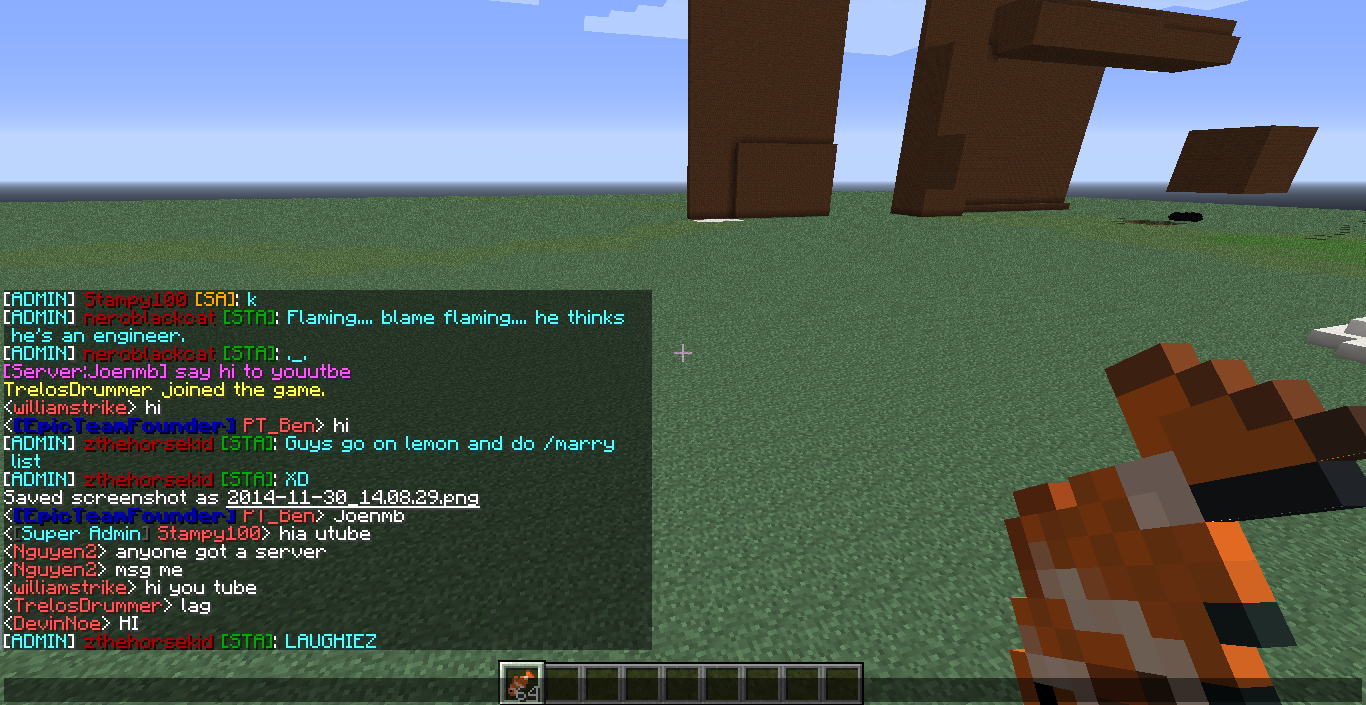 [ADMIN] Stampy100 [SA]: k
[ADMIN] neroblackcat [STA]: Flaming.... blame flaming.... he thinks
he's an engineer.
[ADMIN] neroblackcat [STA]: ._.
[Server:Joenmb] say hi to youutbe
TrelosDrummer joined the game.
<williamstrike> hi
<[EpicTeamFounder] PT_Ben> hi
[ADMIN] zthehorsekid [STA]: Guys go on lemon and do /marry
list
[ADMIN] zthehorsekid [STA]: XD
Saved screenshot as 2014-11-30_14.08.29.png
<[EpicTeamFounder] PT_Ben> Joenmb
<[Super Admin] Stampy100> hia utube
<Nguyen2> anyone got a server
<Nguyen2> msg me
<williamstrike> hi you tube
<TrelosDrummer> lag
<DevinNoe> HI
[ADMIN] zthehorsekid [STA]: LAUGHIEZ
64